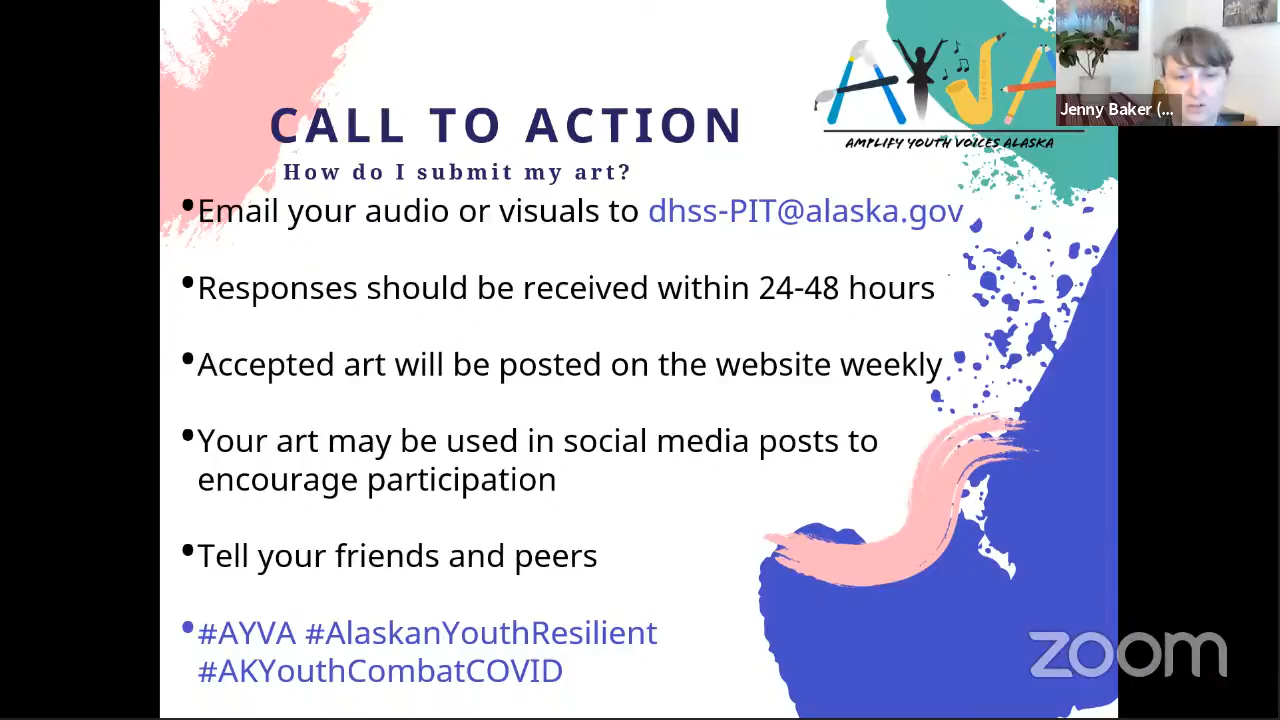 CALL TO ACTION
How do I submit my art?
•Email your audio or visuals to dhss-PIT@alaska.gov
•Responses should be received within 24-48 hours
•Accepted art will be posted on the website weekly
•Your art may be used in social media posts to
encourage participation
•Tell your friends and peers
•#AYVA #AlaskanYouthResilient
#AKYouthCombatCOVID
AYVA
AMPLIFY YOUTH VOICES ALASKA
Jenny Baker (...
zoom